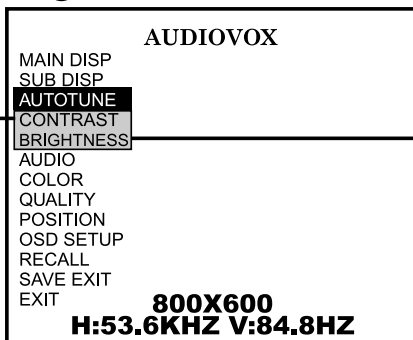 AUDIOVOX
MAIN DISP
SUB DISP
AUTOTUNE
CONTRAST
BRIGHTNESS
AUDIO
COLOR
QUALITY
POSITION
OSD SETUP
RECALL
SAVE EXIT
EXIT
800X600
H:53.6KHZ V:84.8HZ